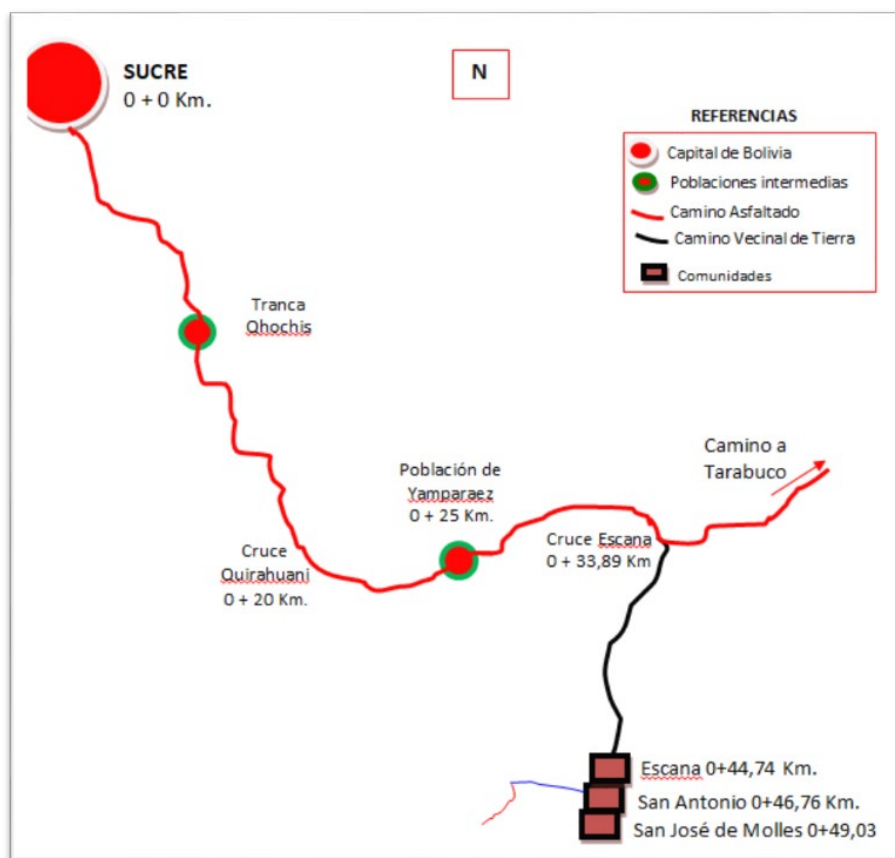 SUCRE
0 + 0 Km.
N
REFERENCIAS
Capital de Bolivia
Poblaciones intermedias
Camino Asfaltado
Camino Vecinal de Tierra
Comunidades
Tranca
Qhochis
Camino a
Tarabuco
Población de
Yamparaez
0 + 25 Km.
Cruce Escana
0 + 33,89 Km
Cruce
Quirahuani
0 + 20 Km.
Escana 0+44,74 Km.
San Antonio 0+46,76 Km.
San José de Molles 0+49,03